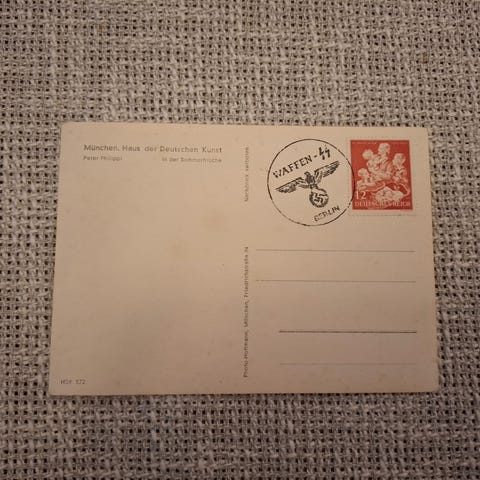 München, Haus der Deutschen Kunst
Peter Philippi In der Sommerfrische
HDK 572
Nachdruck verboten
Photo-Hoffmann, München, Friedrichstraße 34
WAFFEN-SS
BERLIN
12
DEUTSCHES REICH